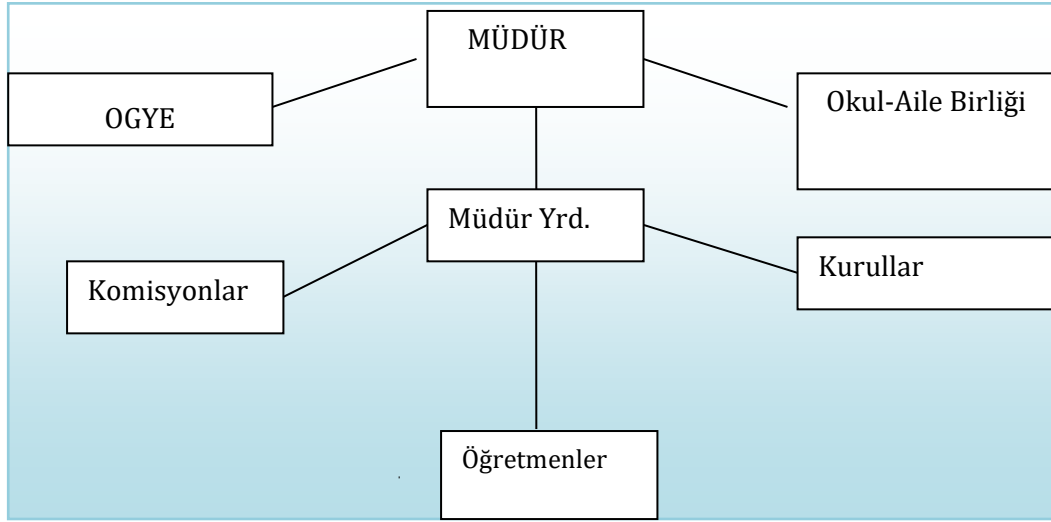 MÜDÜR
OGYE
Okul-Aile Birliği
Müdür Yrd.
Komisyonlar
Kurullar
Öğretmenler